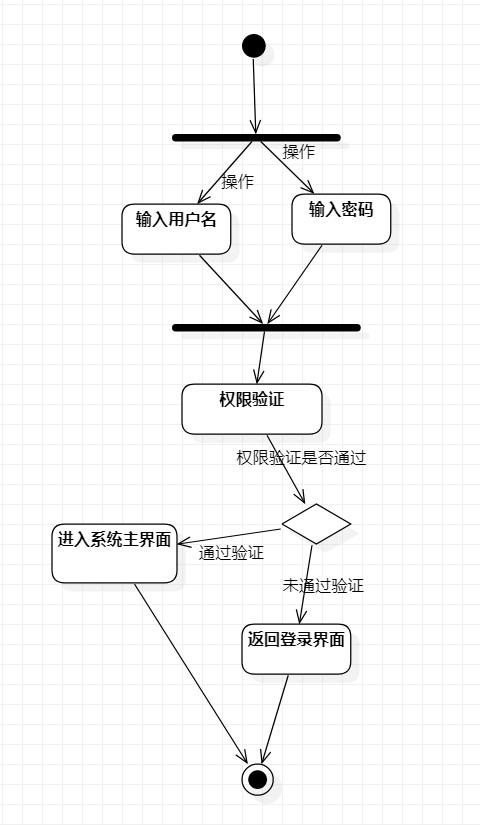 操作
操作
输入密码
输入用户名
权限验证
权限验证是否通过
进入系统主界面
通过验证
未通过验证
返回登录界面